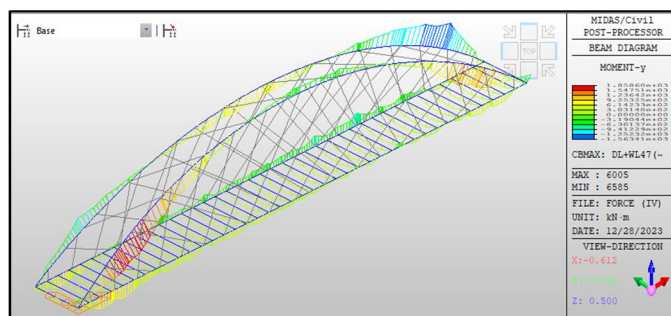 Base
TOP
MIDAS/Civil
POST-PROCESSOR
BEAM DIAGRAM
MOMENT-y
1.85860e+03
1.54751e+03
1.23642e+03
9.25325e+02
6.14233e+02
3.03140e+02
0.00000e+00
-3.19044e+02
-6.30137e+02
-9.41229e+02
-1.25232e+03
-1.56341e+03
CBMAX: DL+WL47(~
MAX : 6005
MIN : 6585
FILE: FORCE (IV)
UNIT: kN·m
DATE: 12/28/2023
VIEW-DIRECTION
X:-0.612
Z: 0.500